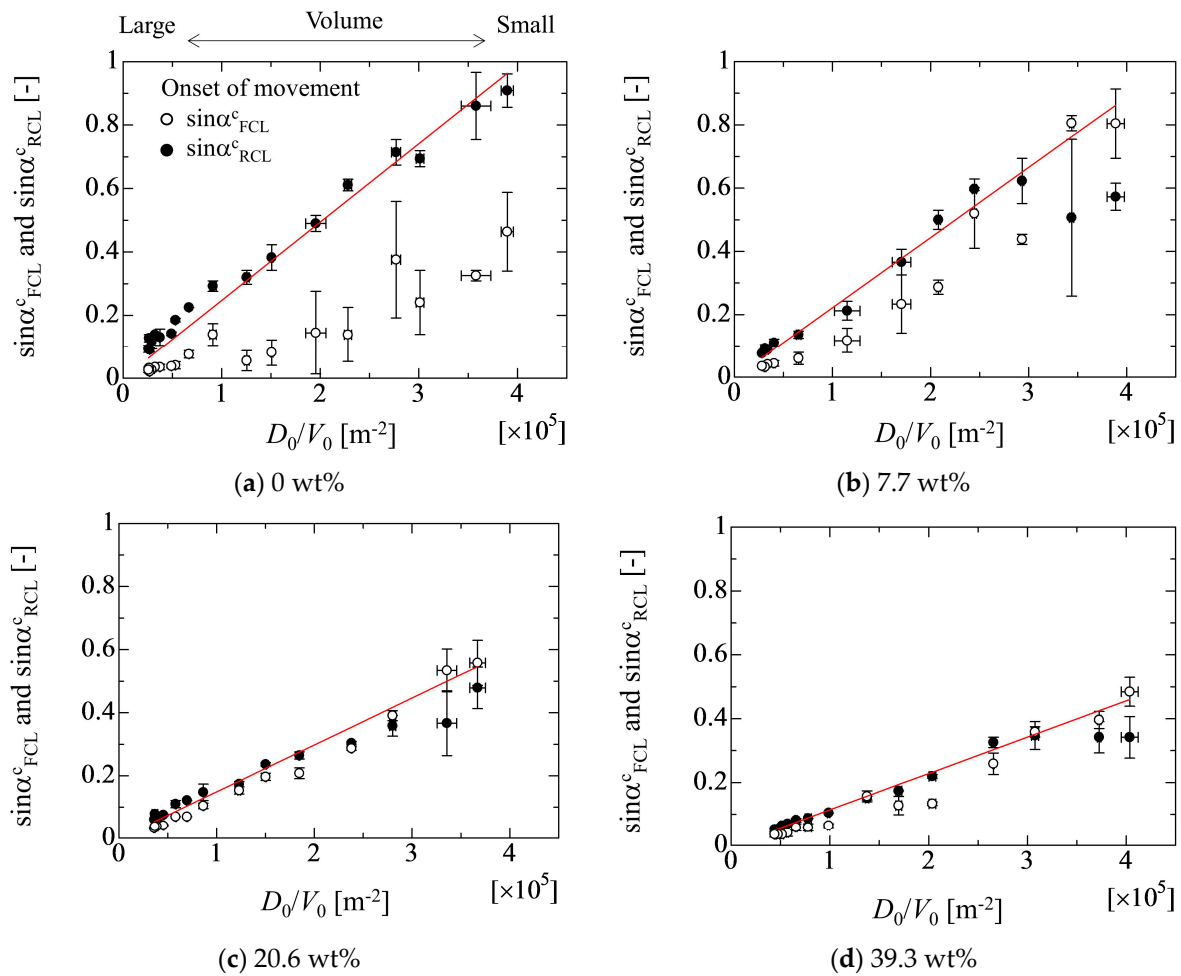 Large Volume Small
Onset of movement
sinα^c_FCL
sinα^c_RCL
sinα^c_FCL and sinα^c_RCL [-]
1
0.8
0.6
0.4
0.2
0
0 1 2 3 4
D_0/V_0 [m^-2] [×10^5]
(a) 0 wt%
sinα^c_FCL and sinα^c_RCL [-]
1
0.8
0.6
0.4
0.2
0
0 1 2 3 4
D_0/V_0 [m^-2] [×10^5]
(b) 7.7 wt%
sinα^c_FCL and sinα^c_RCL [-]
1
0.8
0.6
0.4
0.2
0
0 1 2 3 4
D_0/V_0 [m^-2] [×10^5]
(c) 20.6 wt%
sinα^c_FCL and sinα^c_RCL [-]
1
0.8
0.6
0.4
0.2
0
0 1 2 3 4
D_0/V_0 [m^-2] [×10^5]
(d) 39.3 wt%